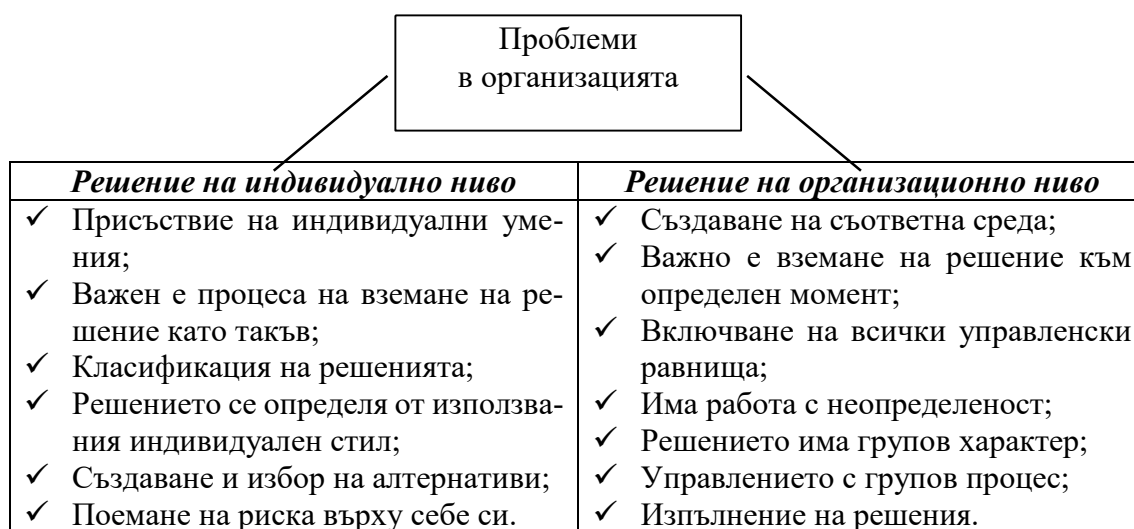 Проблеми
в организацията
Решение на индивидуално ниво
✓ Присъствие на индивидуални уме-
ния;
✓ Важен е процеса на вземане на ре-
шение като такъв;
✓ Класификация на решенията;
✓ Решението се определя от използва-
ния индивидуален стил;
✓ Създаване и избор на алтернативи;
✓ Поемане на риска върху себе си.
Решение на организационно ниво
✓ Създаване на съответна среда;
✓ Важно е вземане на решение към
определен момент;
✓ Включване на всички управленски
равнища;
✓ Има работа с неопределеност;
✓ Решението има групов характер;
✓ Управлението с групов процес;
✓ Изпълнение на решения.